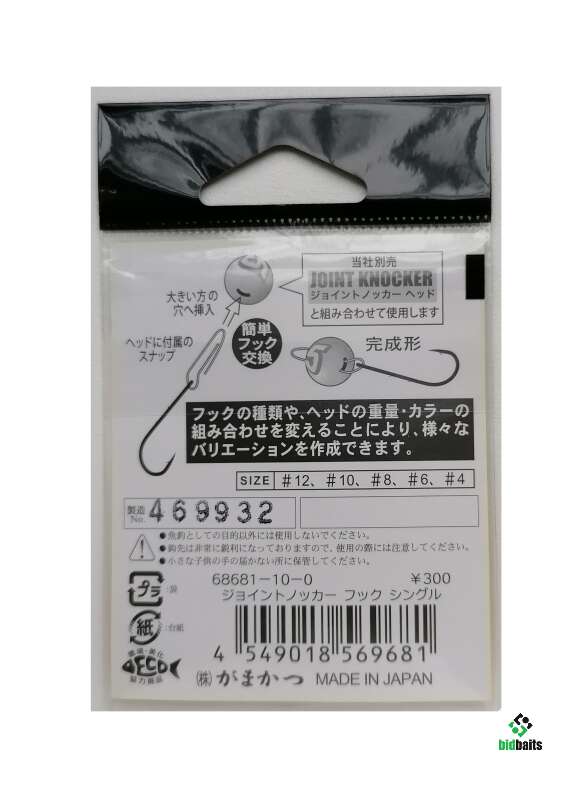 当社別売
JOINT KNOCKER
ジョイントノッカー ヘッド
と組み合わせて使用します
大きい方の
穴へ挿入
ヘッドに付属の
スナップ
簡単
フック
交換
完成形
フックの種類や、ヘッドの重量・カラーの
組み合わせを変えることにより、様々な
バリエーションを作成できます。
SIZE #12、#10、#8、#6、#4
製造
No. 469932
●魚鈎としての目的以外には使用しないでください。
●鈎先は非常に鋭利になっておりますので、使用の際には注意してください。
●小さな子供の手の届かない所に保管してください。
プラ :袋
紙 :台紙
環境・美化
ECO
協力商品
68681-10-0 ¥300
ジョイントノッカー フック シングル
4 549018 569681
㈱がまかつ MADE IN JAPAN
bidbaits